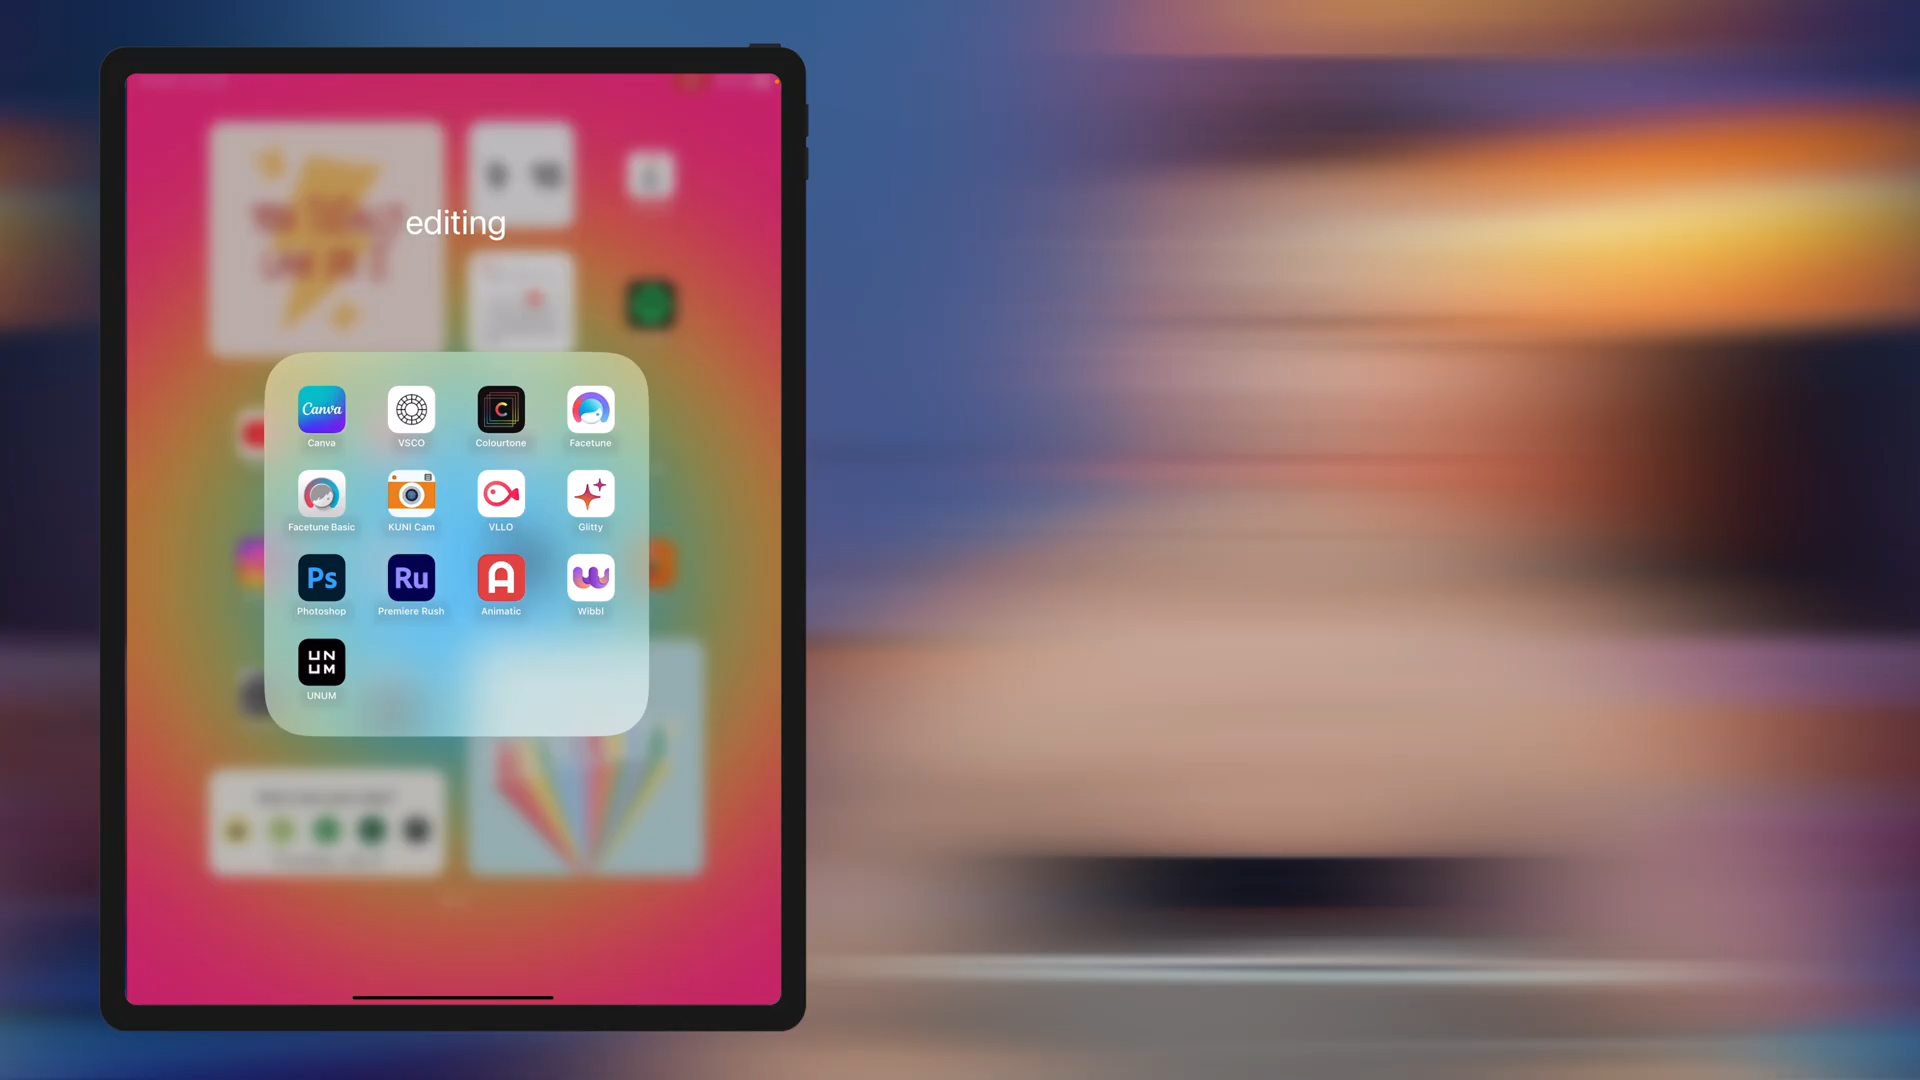 editing
Canva
Canva
VSCO
C
Colourtone
Facetune
Facetune Basic
KUNI Cam
VLLO
Glitty
Ps
Photoshop
Ru
Premiere Rush
A
Animatic
Wibbl
UN
UM
UNUM